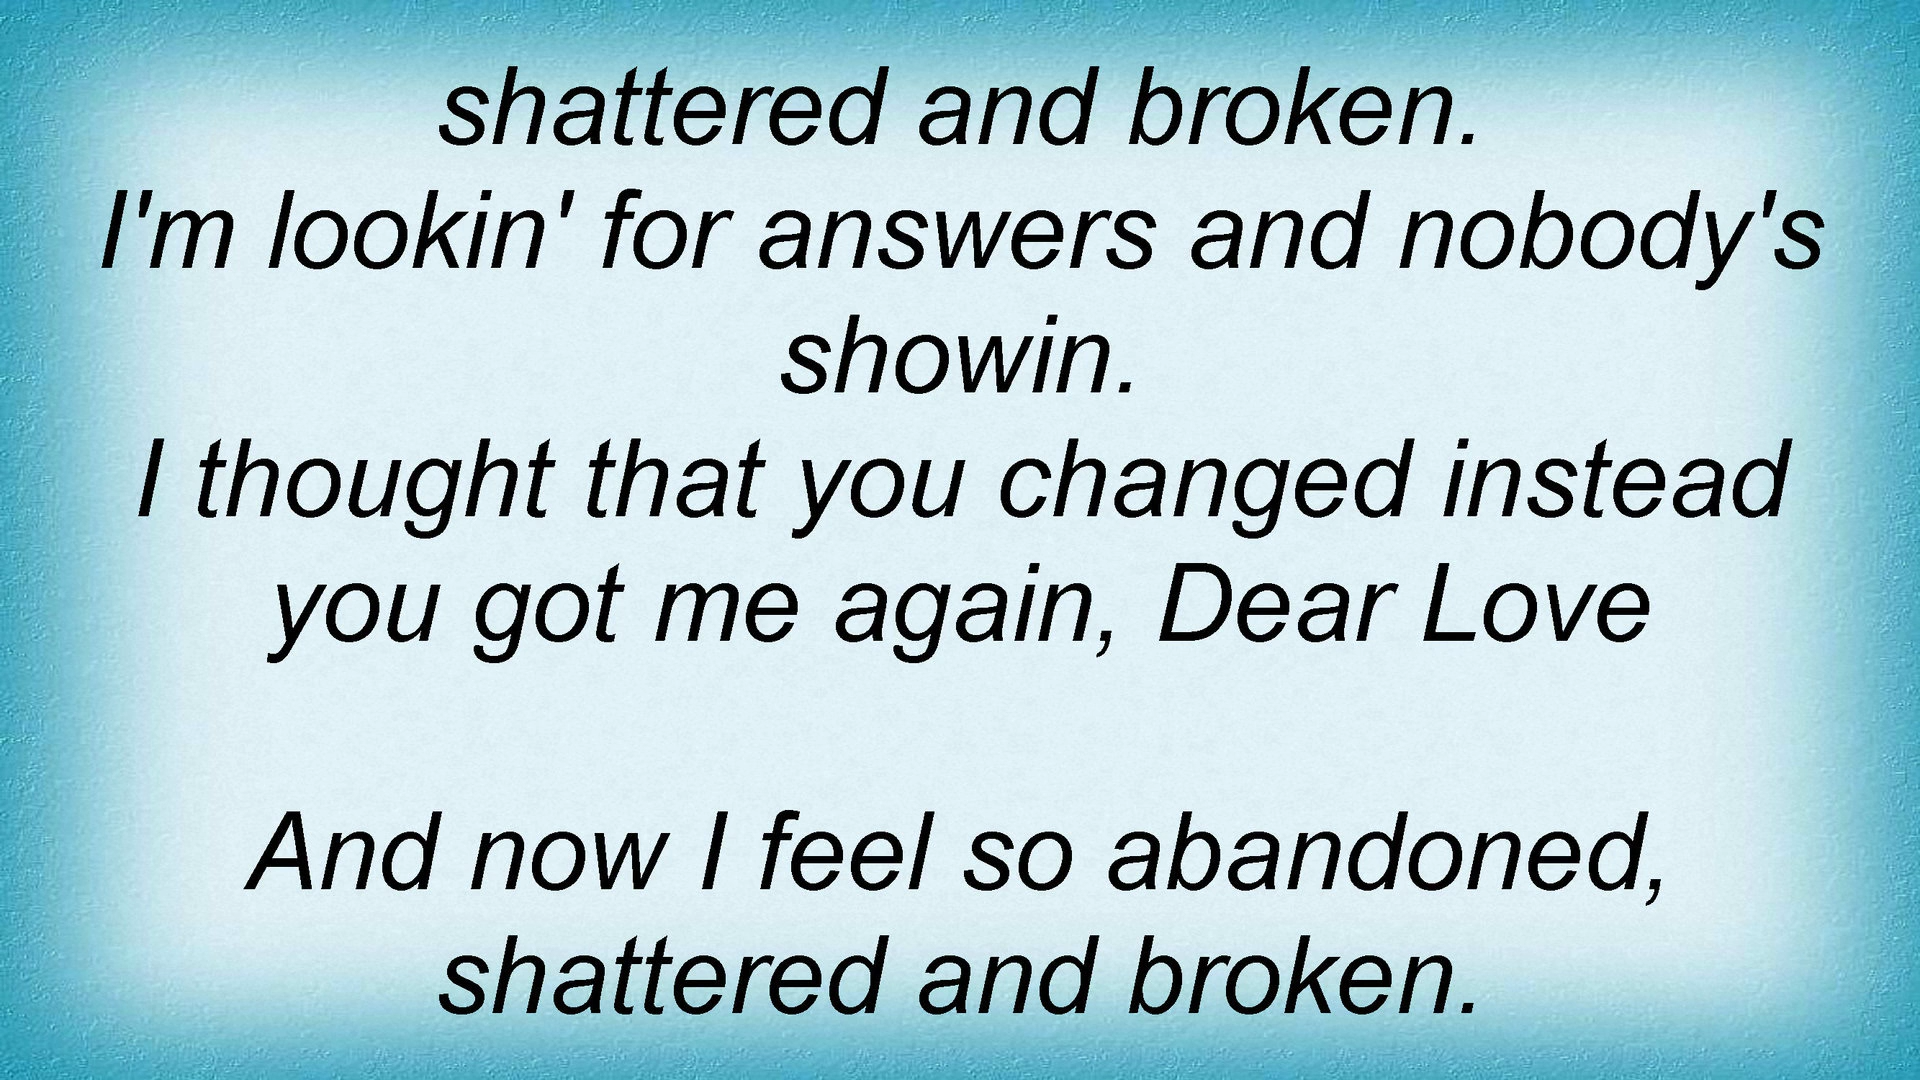 shattered and broken.
I'm lookin' for answers and nobody's
showin.
I thought that you changed instead
you got me again, Dear Love
And now I feel so abandoned,
shattered and broken.